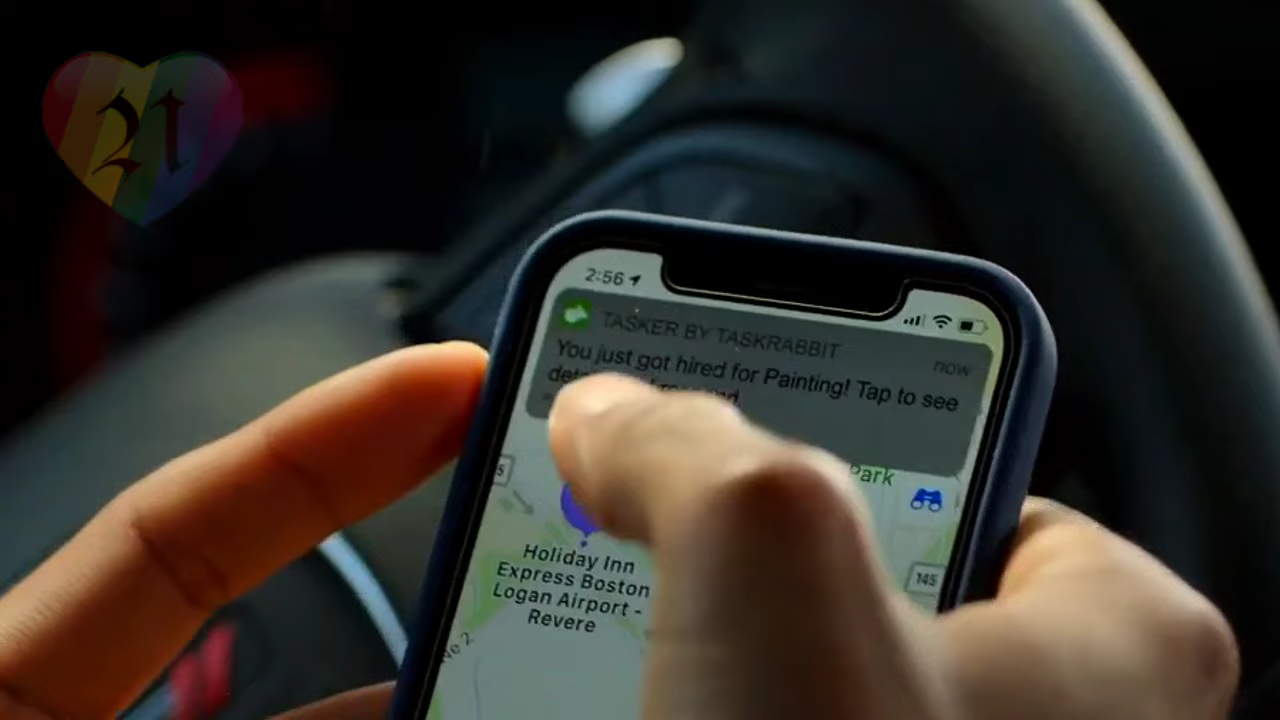 21
2:56
TASKER BY TASKRABBIT
now
You just got hired for Painting! Tap to see
Park
145
Holiday Inn
Express Boston
Logan Airport -
Revere